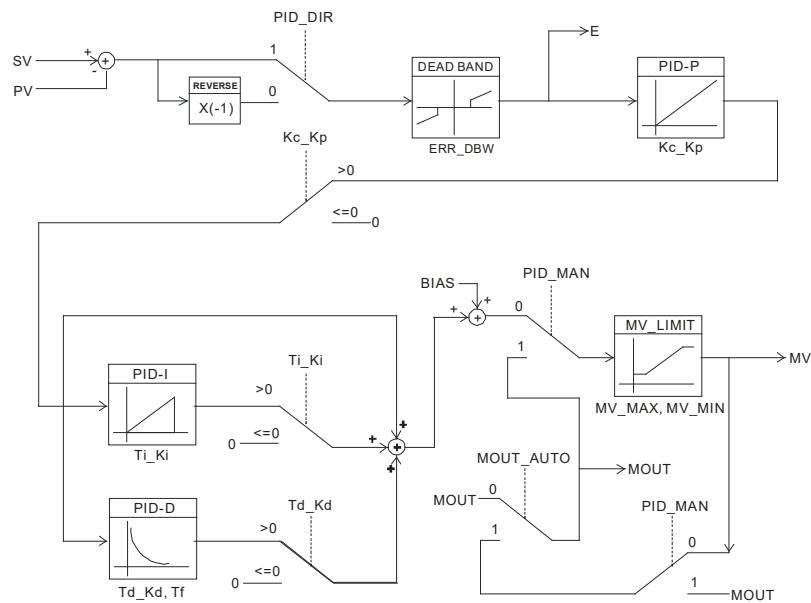 PID_DIR
SV
+
+
-
PV
1
REVERSE
X(-1)
0
DEAD BAND
ERR_DBW
E
PID-P
Kc_Kp
Kc_Kp
>0
<=0
0
BIAS
+
+
+
PID_MAN
0
1
MV_LIMIT
MV
MV_MAX, MV_MIN
PID-I
Ti_Ki
Ti_Ki
>0
<=0
0
+
+
+
+
MOUT_AUTO
0
MOUT
1
MOUT
PID_MAN
0
1
MOUT
PID-D
Td_Kd, Tf
Td_Kd
>0
<=0
0